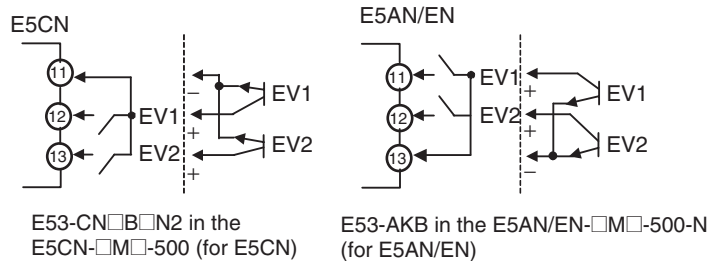 E5CN
11
EV1
12
EV2
13
−
EV1
+
EV2
+
E53-CN□B□N2 in the
E5CN-□M□-500 (for E5CN)
E5AN/EN
11
EV1
12
EV2
13
+
EV1
+
EV2
−
E53-AKB in the E5AN/EN-□M□-500-N
(for E5AN/EN)